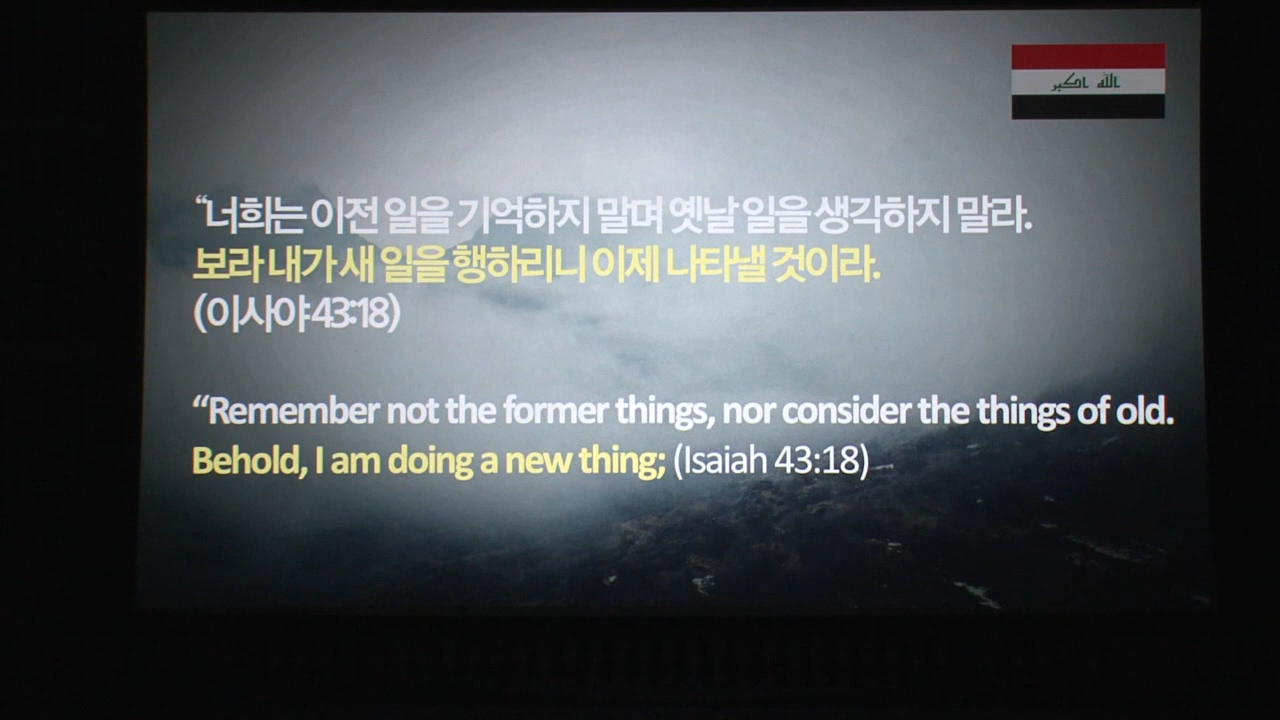 الله اكبر
“너희는 이전 일을 기억하지 말며 옛날 일을 생각하지 말라.
보라 내가 새 일을 행하리니 이제 나타낼 것이라.
(이사야 43:18)
“Remember not the former things, nor consider the things of old.
Behold, I am doing a new thing; (Isaiah 43:18)